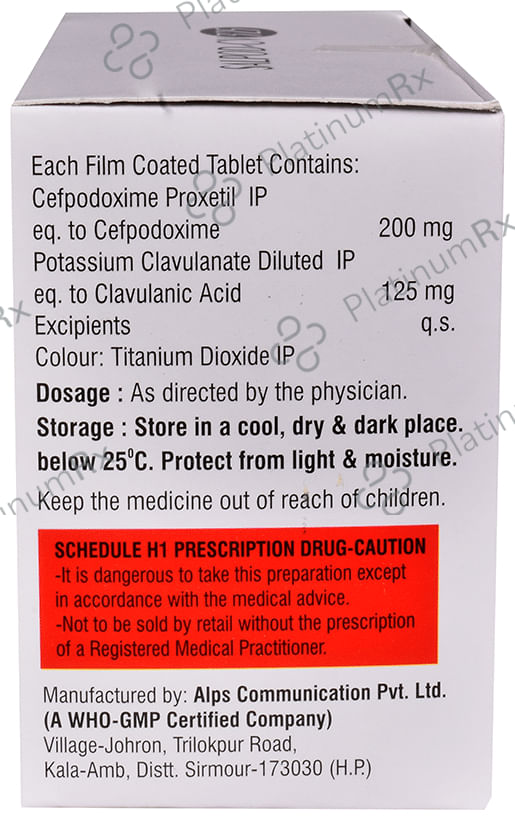 Each Film Coated Tablet Contains:
Cefpodoxime Proxetil IP
eq. to Cefpodoxime 200 mg
Potassium Clavulanate Diluted IP
eq. to Clavulanic Acid 125 mg
Excipients q.s.
Colour: Titanium Dioxide IP
Dosage : As directed by the physician.
Storage : Store in a cool, dry & dark place.
below 25⁰C. Protect from light & moisture.
Keep the medicine out of reach of children.
SCHEDULE H1 PRESCRIPTION DRUG-CAUTION
-It is dangerous to take this preparation except
in accordance with the medical advice.
-Not to be sold by retail without the prescription
of a Registered Medical Practitioner.
Manufactured by: Alps Communication Pvt. Ltd.
(A WHO-GMP Certified Company)
Village-Johron, Trilokpur Road,
Kala-Amb, Distt. Sirmour-173030 (H.P.)
PlatinumRx
PlatinumRx
PlatinumRx